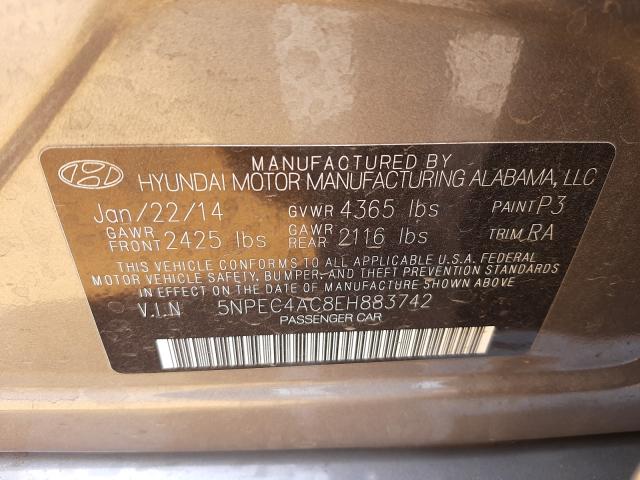 MANUFACTURED BY
HYUNDAI MOTOR MANUFACTURING ALABAMA, LLC
Jan/22/14 GVWR 4365 lbs PAINT P3
GAWR FRONT 2425 lbs GAWR REAR 2116 lbs TRIM RA
THIS VEHICLE CONFORMS TO ALL APPLICABLE U.S.A. FEDERAL
MOTOR VEHICLE SAFETY, BUMPER, AND THEFT PREVENTION
STANDARDS IN EFFECT ON THE DATE OF MANUFACTURE SHOWN ABOVE
V.I.N 5NPEC4AC8EH883742
PASSENGER CAR